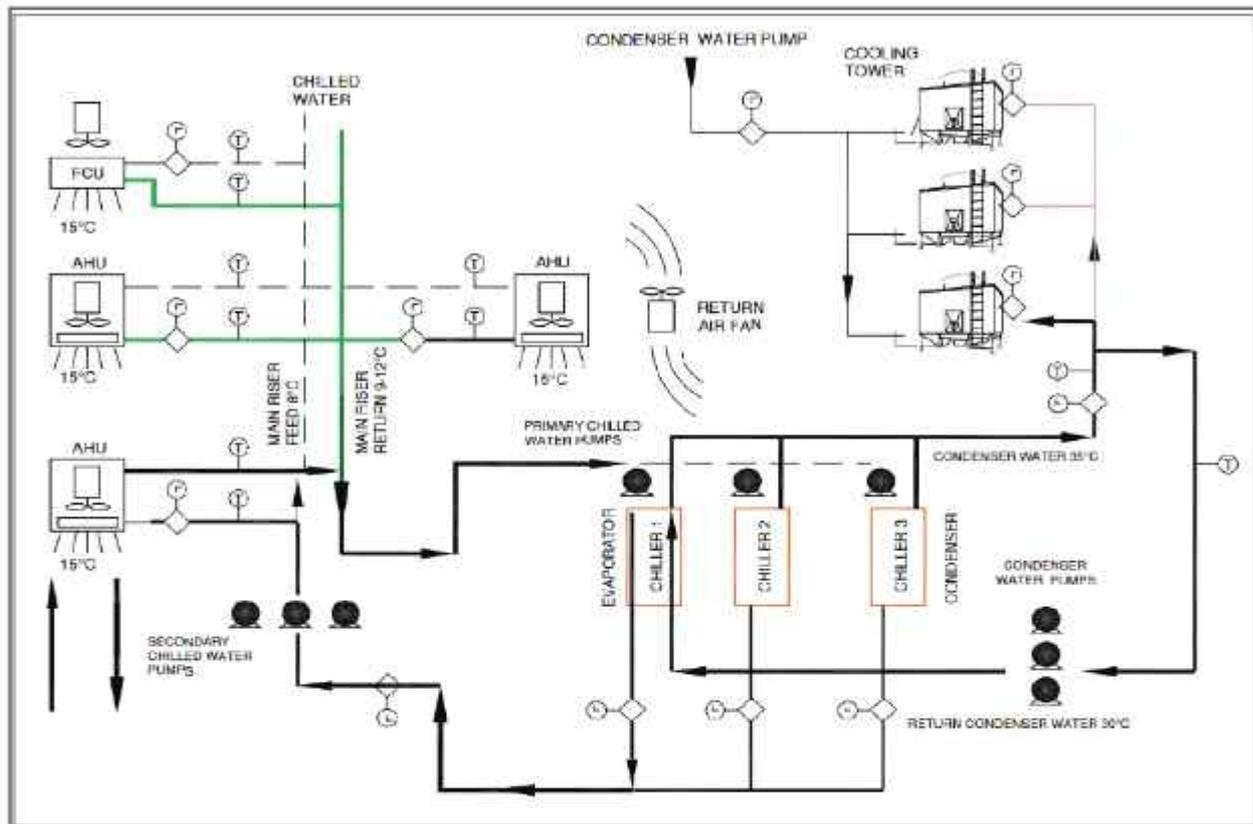 CONDENSER WATER PUMP
COOLING
TOWER
CHILLED
WATER
FCU
15°C
AHU
AHU
15°C
15°C
RETURN
AIR FAN
MAIN RISER
FEED 8°C
MAIN RISER
RETURN 9-12°C
AHU
15°C
PRIMARY CHILLED
WATER PUMPS
CONDENSER WATER 35°C
EVAPORATOR
CHILLER 1
CHILLER 2
CHILLER 3
CONDENSER
CONDENSER
WATER PUMPS
SECONDARY
CHILLED WATER
PUMPS
RETURN CONDENSER WATER 30°C
T
T
T
T
T
T
T
T
T
T